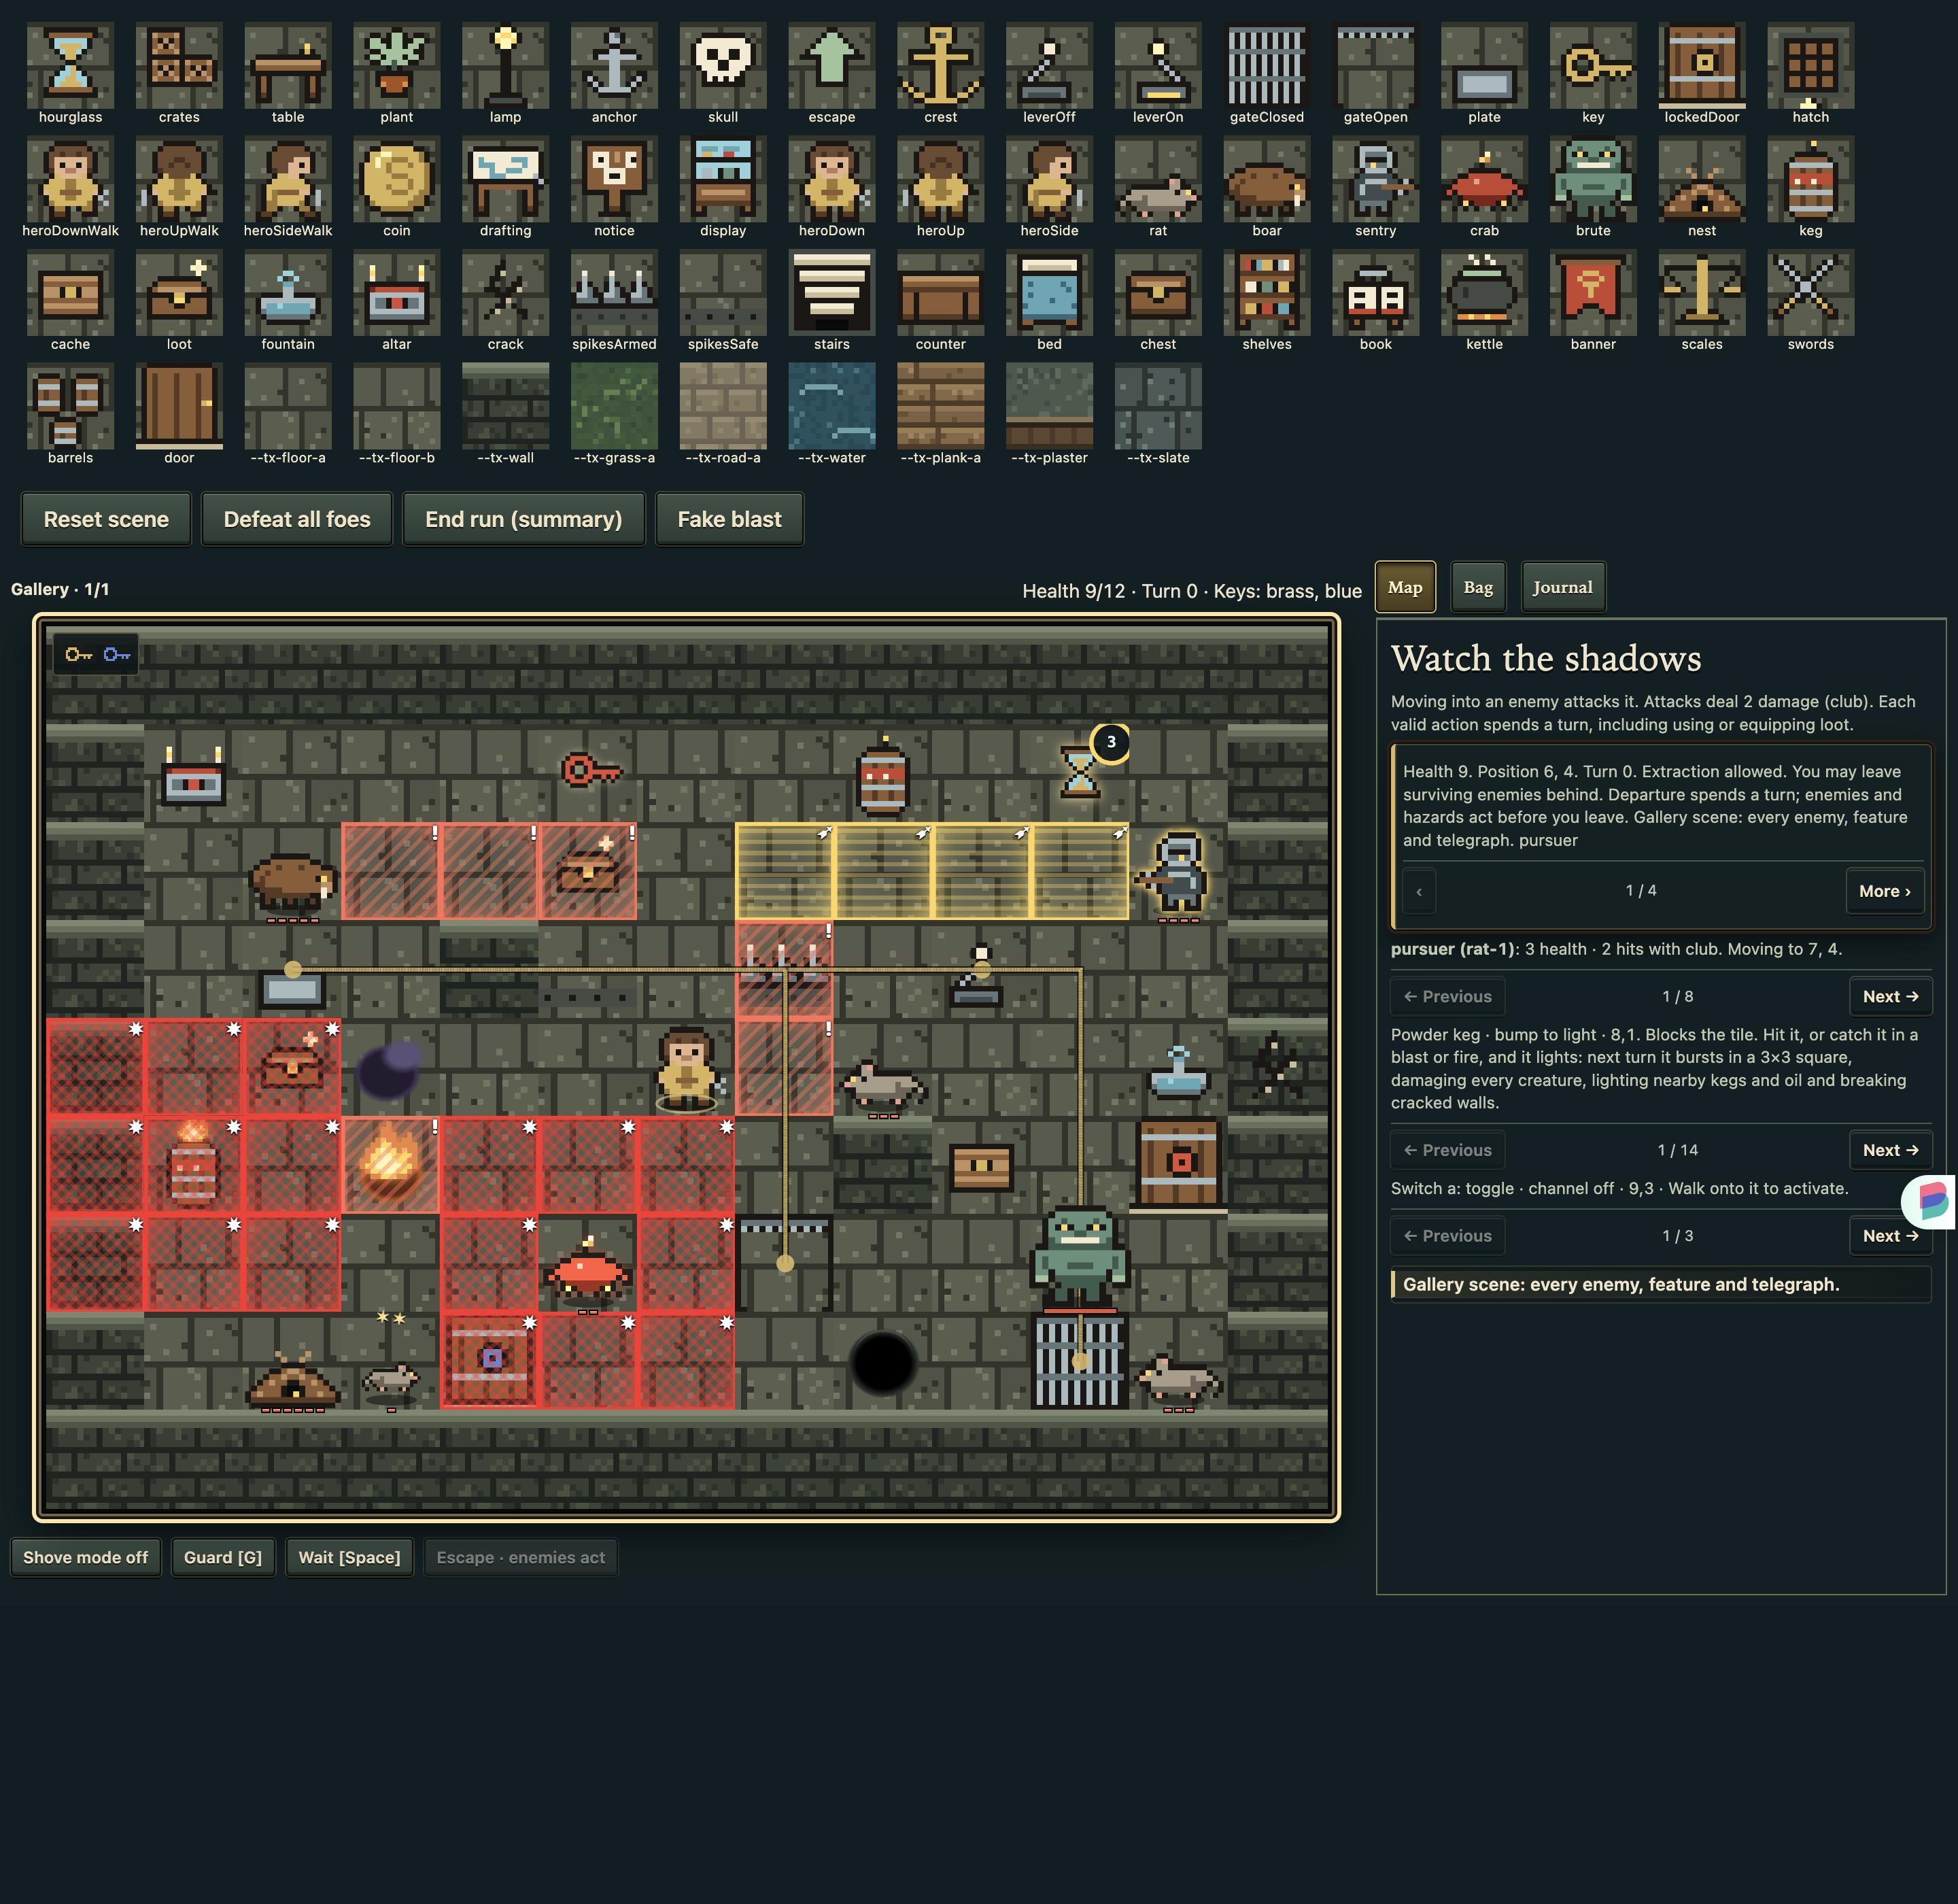 hourglass crates table plant lamp anchor skull escape crest leverOff leverOn gateClosed gateOpen plate key lockedDoor hatch
heroDownWalk heroUpWalk heroSideWalk coin drafting notice display heroDown heroUp heroSide rat boar sentry crab brute nest keg
cache loot fountain altar crack spikesArmed spikesSafe stairs counter bed chest shelves book kettle banner scales swords
barrels door --tx-floor-a --tx-floor-b --tx-wall --tx-grass-a --tx-road-a --tx-water --tx-plank-a --tx-plaster --tx-slate
Reset scene Defeat all foes End run (summary) Fake blast
Gallery · 1/1
Health 9/12 · Turn 0 · Keys: brass, blue
3
! ! !
!
!
!
Shove mode off Guard [G] Wait [Space] Escape · enemies act
Map Bag Journal
Watch the shadows
Moving into an enemy attacks it. Attacks deal 2 damage (club). Each
valid action spends a turn, including using or equipping loot.
Health 9. Position 6, 4. Turn 0. Extraction allowed. You may leave
surviving enemies behind. Departure spends a turn; enemies and
hazards act before you leave. Gallery scene: every enemy, feature
and telegraph. pursuer
‹ 1 / 4 More ›
pursuer (rat-1): 3 health · 2 hits with club. Moving to 7, 4.
← Previous 1 / 8 Next →
Powder keg · bump to light · 8,1. Blocks the tile. Hit it, or catch it in a
blast or fire, and it lights: next turn it bursts in a 3×3 square,
damaging every creature, lighting nearby kegs and oil and breaking
cracked walls.
← Previous 1 / 14 Next →
Switch a: toggle · channel off · 9,3 · Walk onto it to activate.
← Previous 1 / 3 Next →
Gallery scene: every enemy, feature and telegraph.